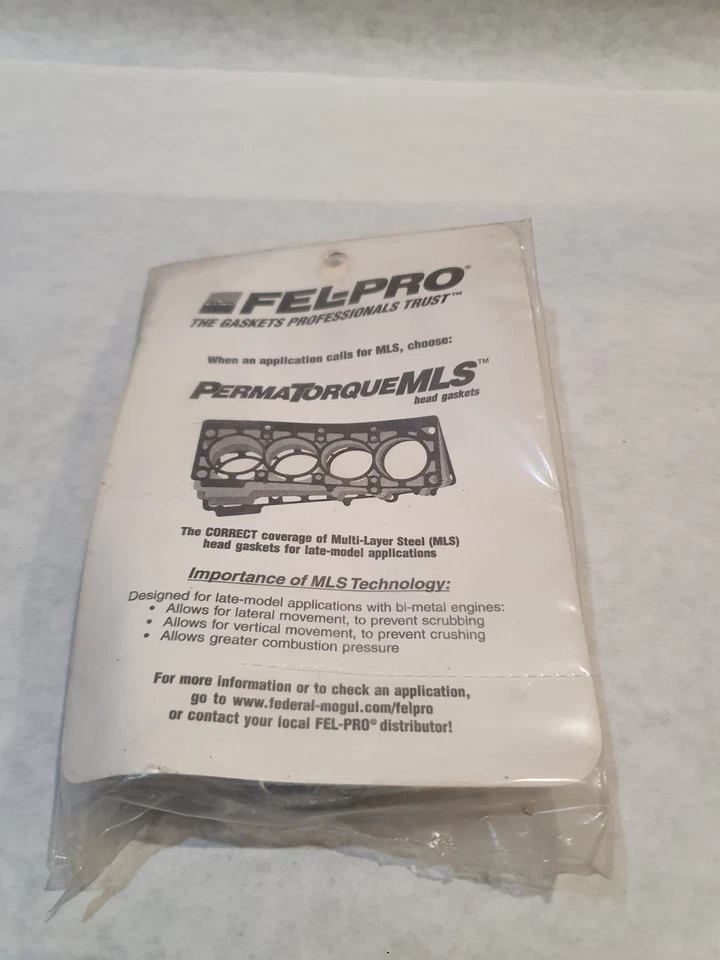 FEL-PRO®
THE GASKETS PROFESSIONALS TRUST™
When an application calls for MLS, choose:
PERMATORQUEMLS™
head gaskets
The CORRECT coverage of Multi-Layer Steel (MLS)
head gaskets for late-model applications
Importance of MLS Technology:
Designed for late-model applications with bi-metal engines:
• Allows for lateral movement, to prevent scrubbing
• Allows for vertical movement, to prevent crushing
• Allows greater combustion pressure
For more information or to check an application,
go to www.federal-mogul.com/felpro
or contact your local FEL-PRO® distributor!